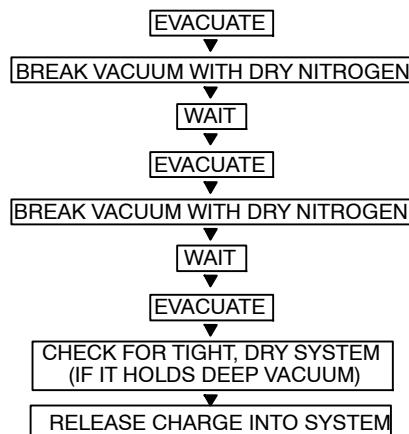 EVACUATE
BREAK VACUUM WITH DRY NITROGEN
WAIT
EVACUATE
BREAK VACUUM WITH DRY NITROGEN
WAIT
EVACUATE
CHECK FOR TIGHT, DRY SYSTEM
(IF IT HOLDS DEEP VACUUM)
RELEASE CHARGE INTO SYSTEM